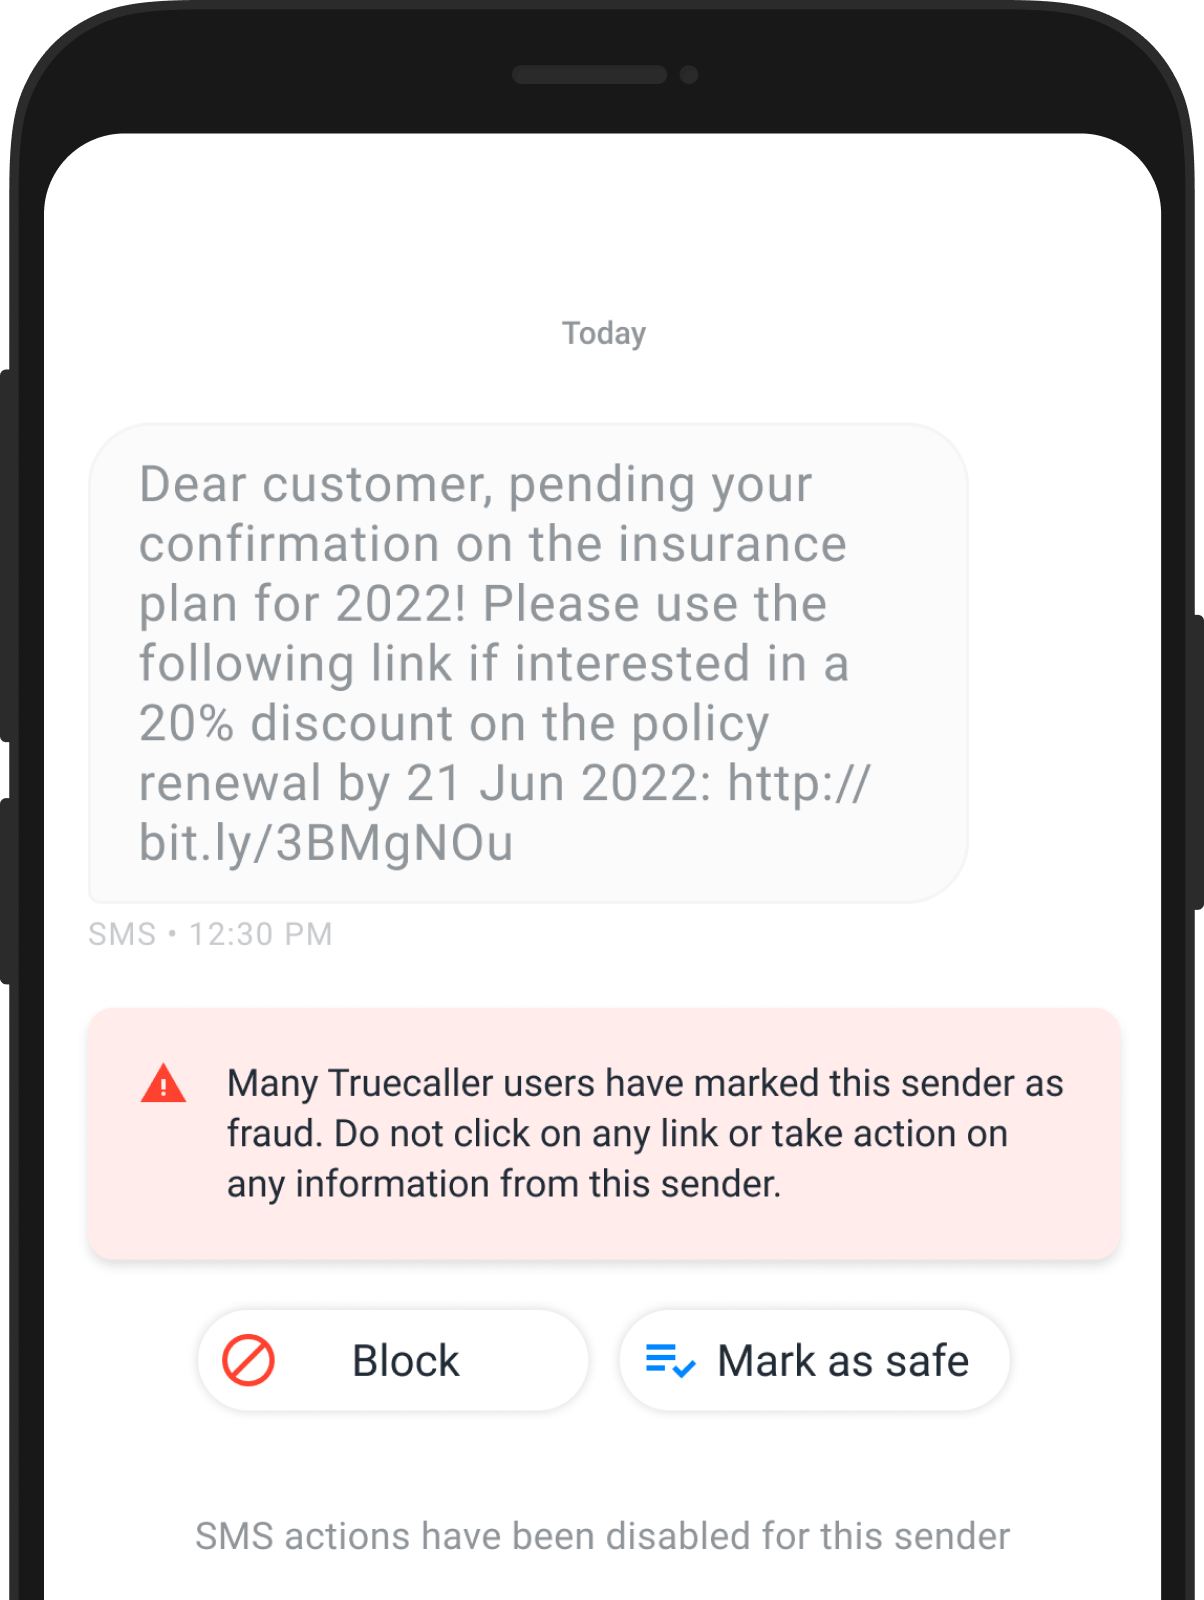 Today
Dear customer, pending your
confirmation on the insurance
plan for 2022! Please use the
following link if interested in a
20% discount on the policy
renewal by 21 Jun 2022: http://
bit.ly/3BMgNOu
SMS • 12:30 PM
Many Truecaller users have marked this sender as
fraud. Do not click on any link or take action on
any information from this sender.
Block
Mark as safe
SMS actions have been disabled for this sender